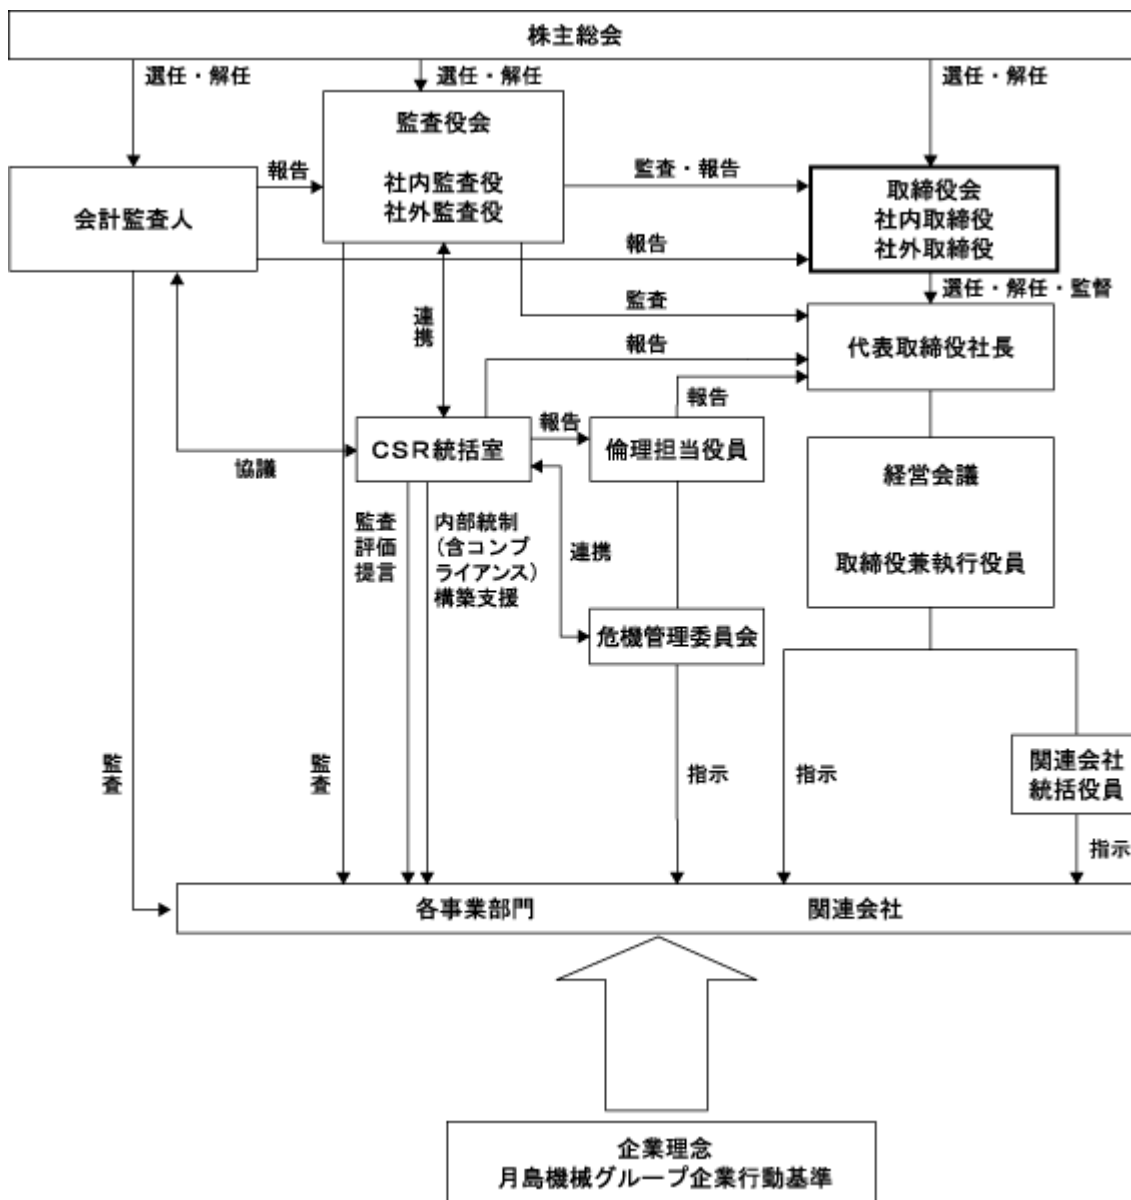 株主総会
選任・解任
選任・解任
選任・解任
監査役会
社内監査役
社外監査役
報告
会計監査人
監査・報告
取締役会
社内取締役
社外取締役
報告
選任・解任・監督
監査
連携
代表取締役社長
報告
報告
報告
CSR統括室
倫理担当役員
協議
経営会議
取締役兼執行役員
監査
評価
提言
内部統制
(含コンプ
ライアンス)
構築支援
連携
危機管理委員会
監査
監査
指示
指示
関連会社
統括役員
指示
各事業部門
関連会社
企業理念
月島機械グループ企業行動基準